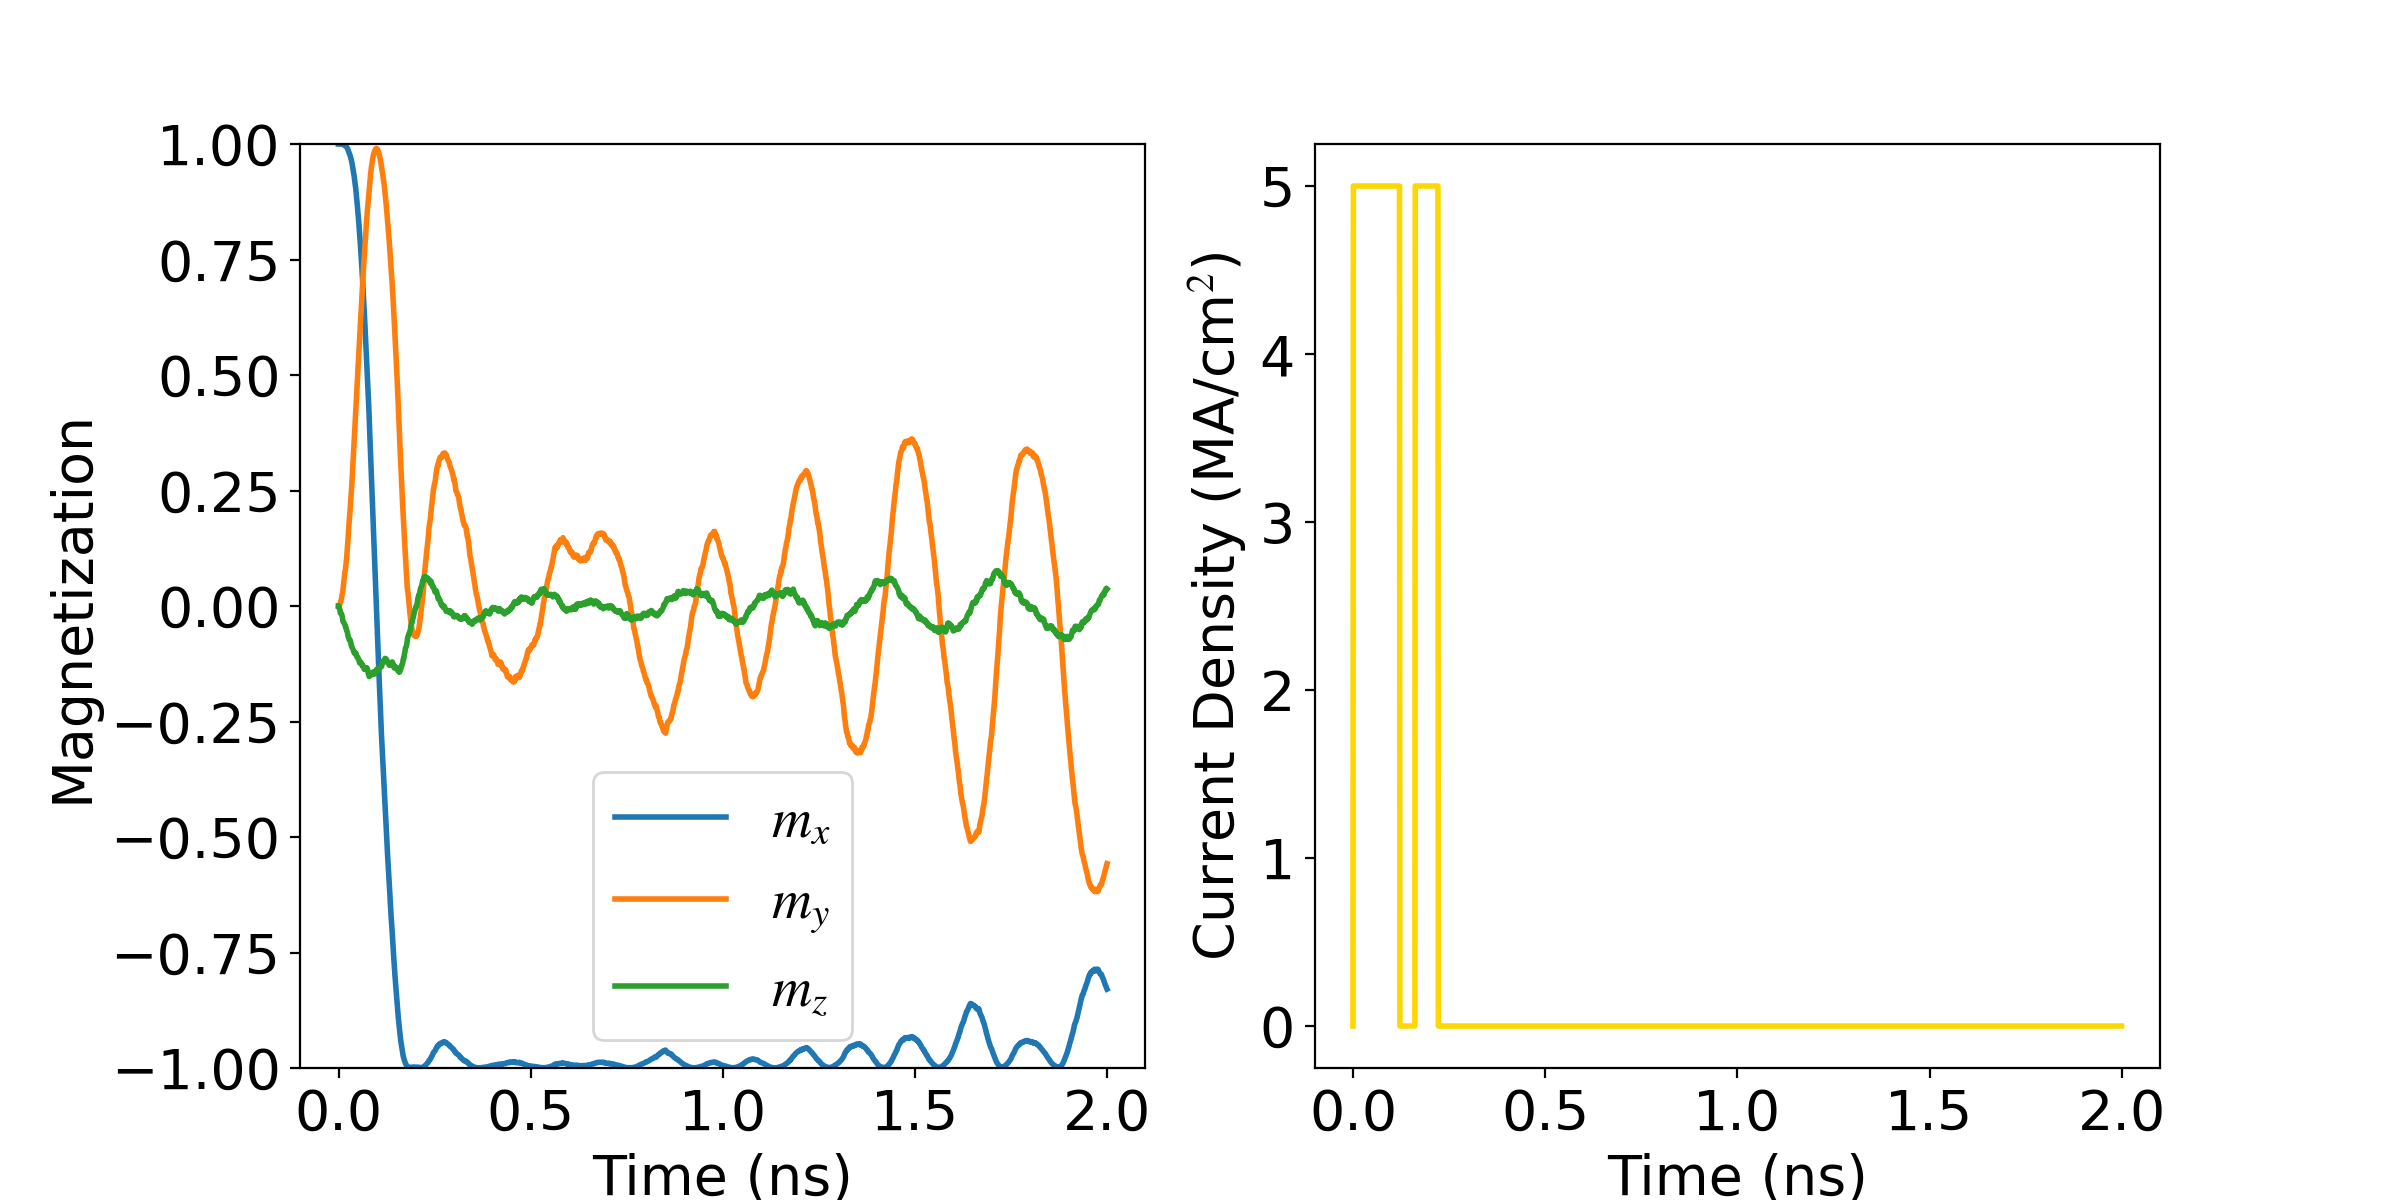 1.00
0.75
0.50
0.25
0.00
−0.25
−0.50
−0.75
−1.00
Magnetization
m_x
m_y
m_z
0.0 0.5 1.0 1.5 2.0
Time (ns)
5
4
3
2
1
0
Current Density (MA/cm²)
0.0 0.5 1.0 1.5 2.0
Time (ns)